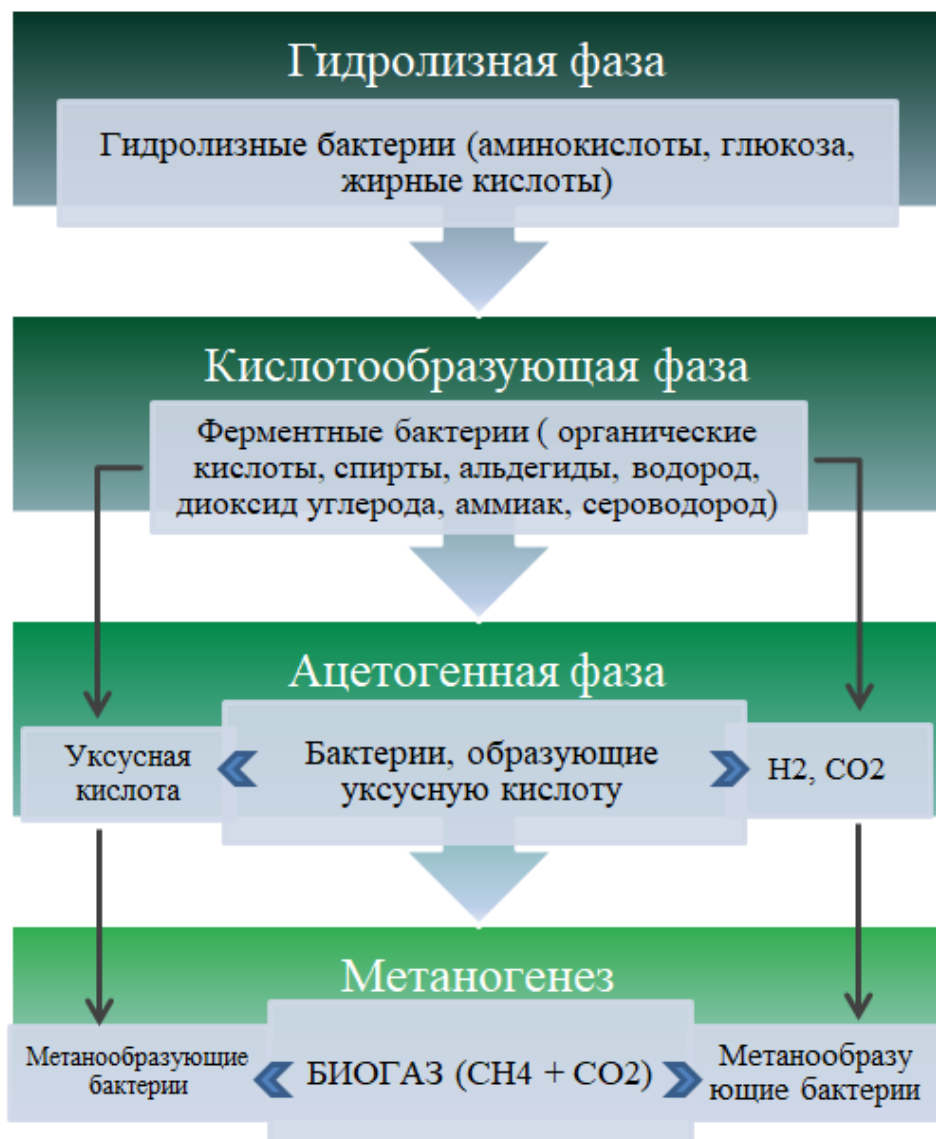 Гидролизная фаза
Гидролизные бактерии (аминокислоты, глюкоза,
жирные кислоты)
Кислотообразующая фаза
Ферментные бактерии ( органические
кислоты, спирты, альдегиды, водород,
диоксид углерода, аммиак, сероводород)
Ацетогенная фаза
Уксусная
кислота
Бактерии, образующие
уксусную кислоту
H2, CO2
Метаногенез
Метанообразующие
бактерии
БИОГАЗ (CH4 + CO2)
Метанообразу
ющие бактерии